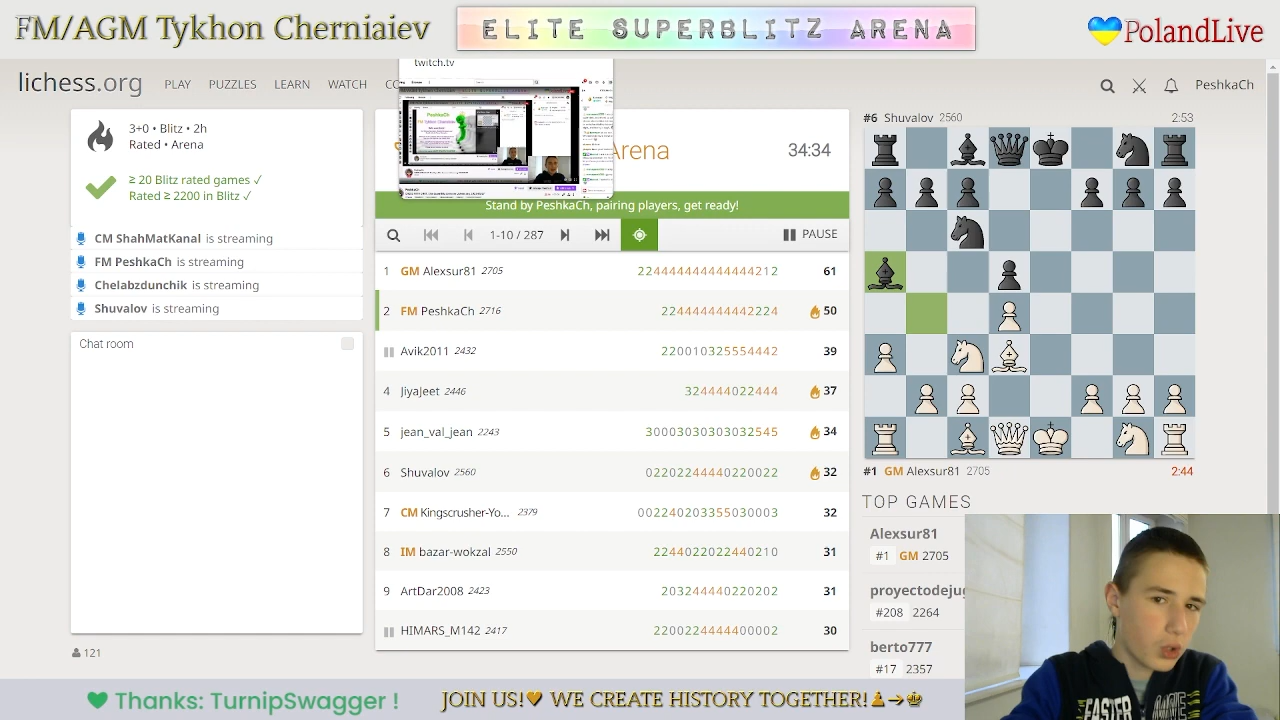 FM/AGM Tykhon Cherniaiev
ELITE SUPERBLITZ ARENA
PolandLive
lichess.org
PLAY PUZZLES LEARN WATCH
twitch.tv
PeshkaCh
3+0 • Blitz • 2h
Rated • Arena
≥ 20 Blitz rated games
Rated ≥ 2200 in Blitz ✓
CM ShahMatKanal is streaming
FM PeshkaCh is streaming
Chelabzdunchik is streaming
Shuvalov is streaming
Chat room
121
Arena
34:34
Stand by PeshkaCh, pairing players, get ready!
1-10 / 287
PAUSE
1 GM Alexsur81 2705 22444444444444212 61
2 FM PeshkaCh 2716 2244444444442224 50
Avik2011 2432 220010325554442 39
4 JiyaJeet 2446 324444022444 37
5 jean_val_jean 2243 3000303030303032545 34
6 Shuvalov 2560 02202244440220022 32
7 CM Kingscrusher-Yo... 2379 002240203355030003 32
8 IM bazar-wokzal 2550 2244022022440210 31
9 ArtDar2008 2423 203244440220202 31
HIMARS_M142 2417 220022444400002 30
#6 Shuvalov 2560 2:53
#1 GM Alexsur81 2705 2:44
TOP GAMES
Alexsur81
#1 GM 2705
proyectodejug
#208 2264
berto777
#17 2357
FASTER
Thanks: TurnipSwagger !
JOIN US! WE CREATE HISTORY TOGETHER!